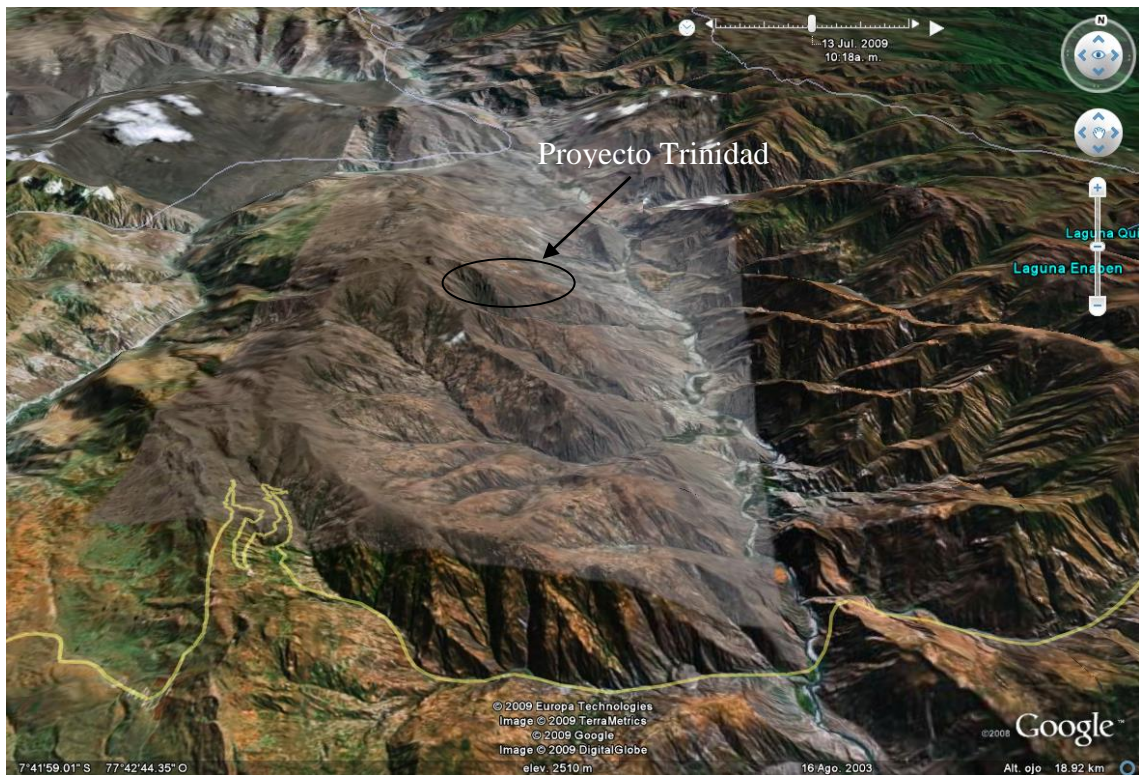 N
13 Jul. 2009
10:18a. m.
Proyecto Trinidad
Laguna Qui
Laguna Enaben
© 2009 Europa Technologies
Image © 2009 TerraMetrics
© 2009 Google
Image © 2009 DigitalGlobe
©2008 Google™
7°41'59.01" S 77°42'44.35" O
elev. 2510 m
16 Ago. 2003
Alt. ojo 18.92 km